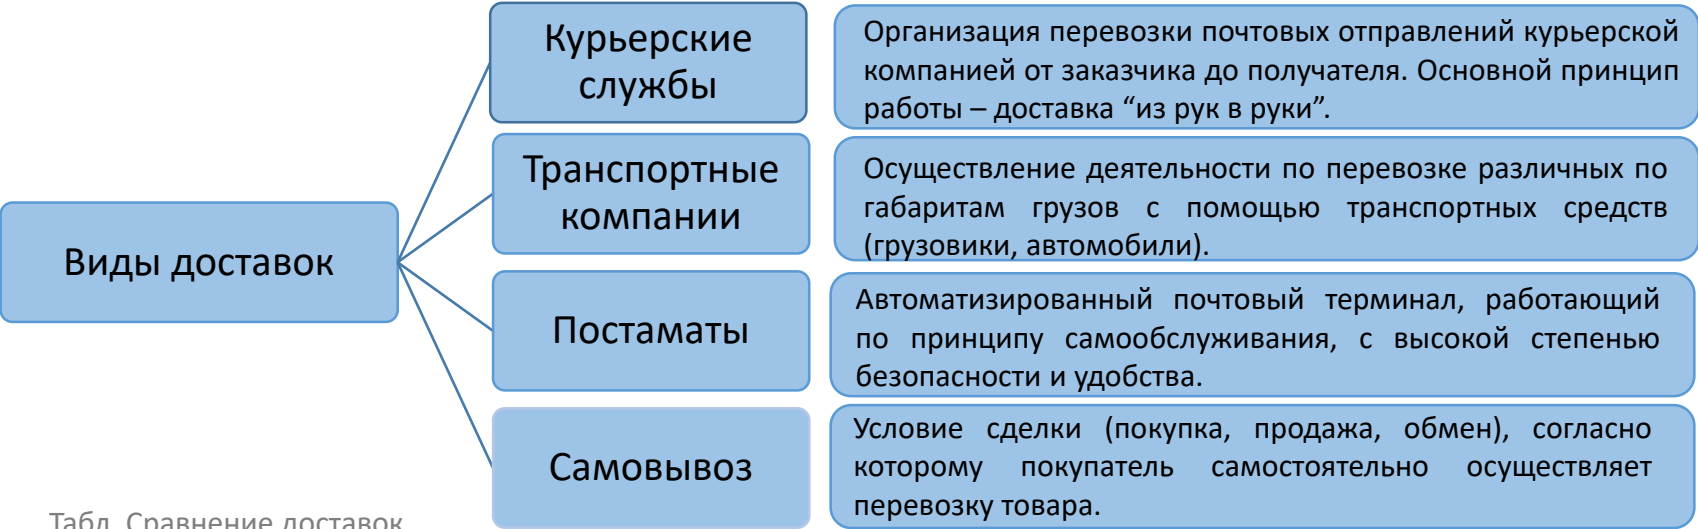 Виды доставок
Курьерские
службы
Организация перевозки почтовых отправлений курьерской
компанией от заказчика до получателя. Основной принцип
работы – доставка “из рук в руки”.
Транспортные
компании
Осуществление деятельности по перевозке различных по
габаритам грузов с помощью транспортных средств
(грузовики, автомобили).
Постаматы
Автоматизированный почтовый терминал, работающий
по принципу самообслуживания, с высокой степенью
безопасности и удобства.
Самовывоз
Условие сделки (покупка, продажа, обмен), согласно
которому покупатель самостоятельно осуществляет
перевозку товара.
Табл. Сравнение доставок